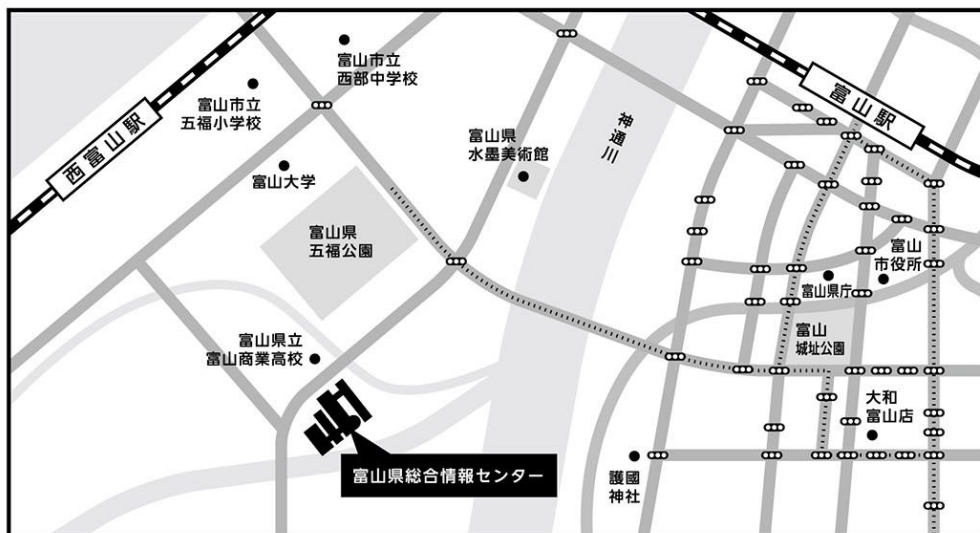 富山市立
西部中学校
富山市立
五福小学校
西富山駅
富山駅
神通川
富山県
水墨美術館
富山大学
富山県
五福公園
富山
市役所
富山県庁
富山
城址公園
富山県立
富山商業高校
大和
富山店
富山県総合情報センター
護國
神社